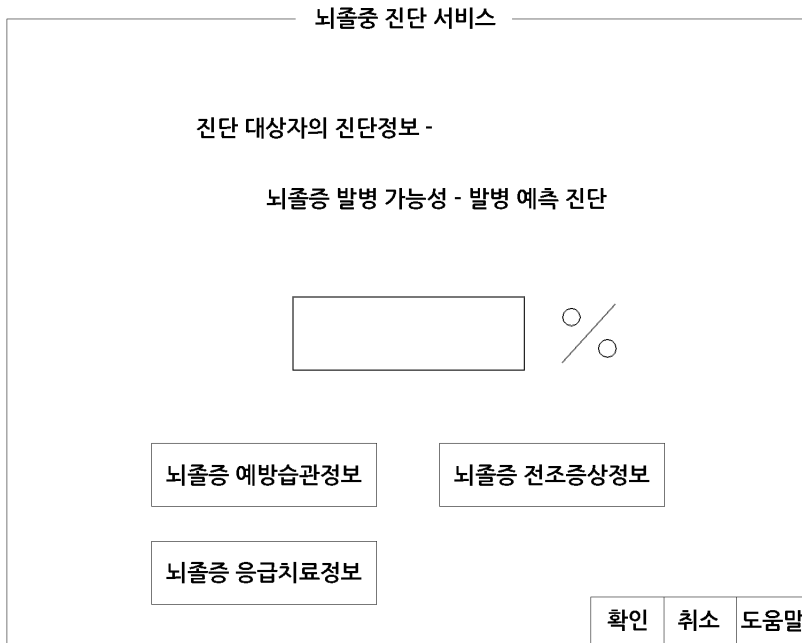 뇌졸중 진단 서비스
진단 대상자의 진단정보 -
뇌졸증 발병 가능성 - 발병 예측 진단
%
뇌졸증 예방습관정보
뇌졸증 전조증상정보
뇌졸증 응급치료정보
확인 취소 도움말